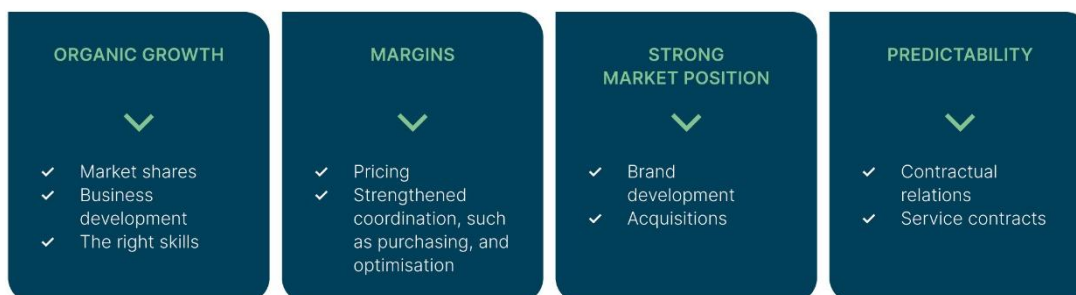 ORGANIC GROWTH
Market shares
Business
development
The right skills
MARGINS
Pricing
Strengthened
coordination, such
as purchasing, and
optimisation
STRONG
MARKET POSITION
Brand
development
Acquisitions
PREDICTABILITY
Contractual
relations
Service contracts